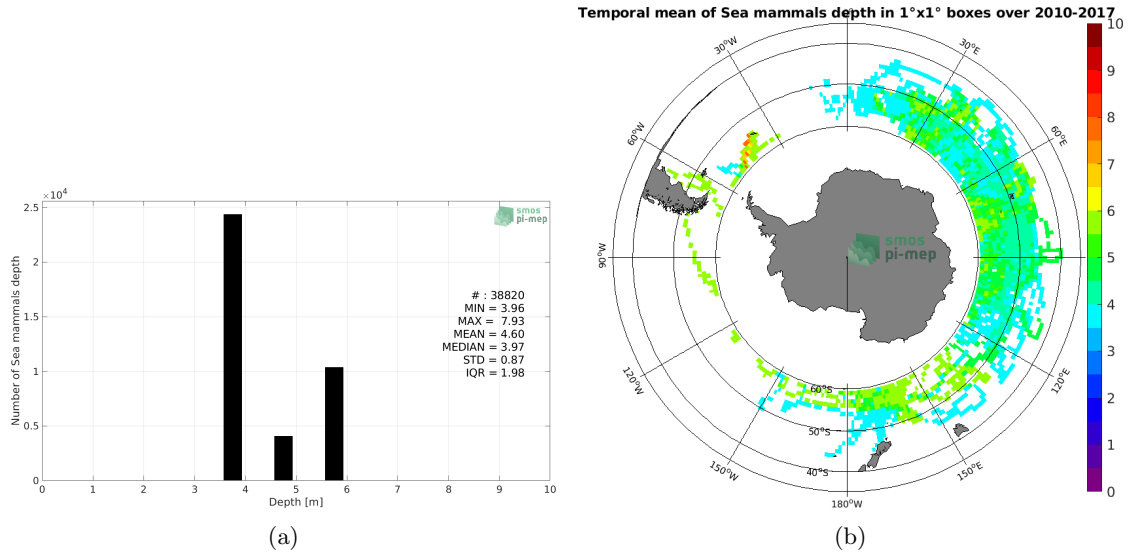 Temporal mean of Sea mammals depth in 1°x1° boxes over 2010-2017
×10⁴
2.5
2
1.5
1
0.5
0
Number of Sea mammals depth
smos
pi-mep
# : 38820
MIN = 3.96
MAX = 7.93
MEAN = 4.60
MEDIAN = 3.97
STD = 0.87
IQR = 1.98
0 1 2 3 4 5 6 7 8 9 10
Depth [m]
(a)
30°W
30°E
60°W
60°E
90°W
smos
pi-mep
120°W
120°E
150°W
150°E
180°W
60°S
50°S
40°S
10
9
8
7
6
5
4
3
2
1
0
(b)